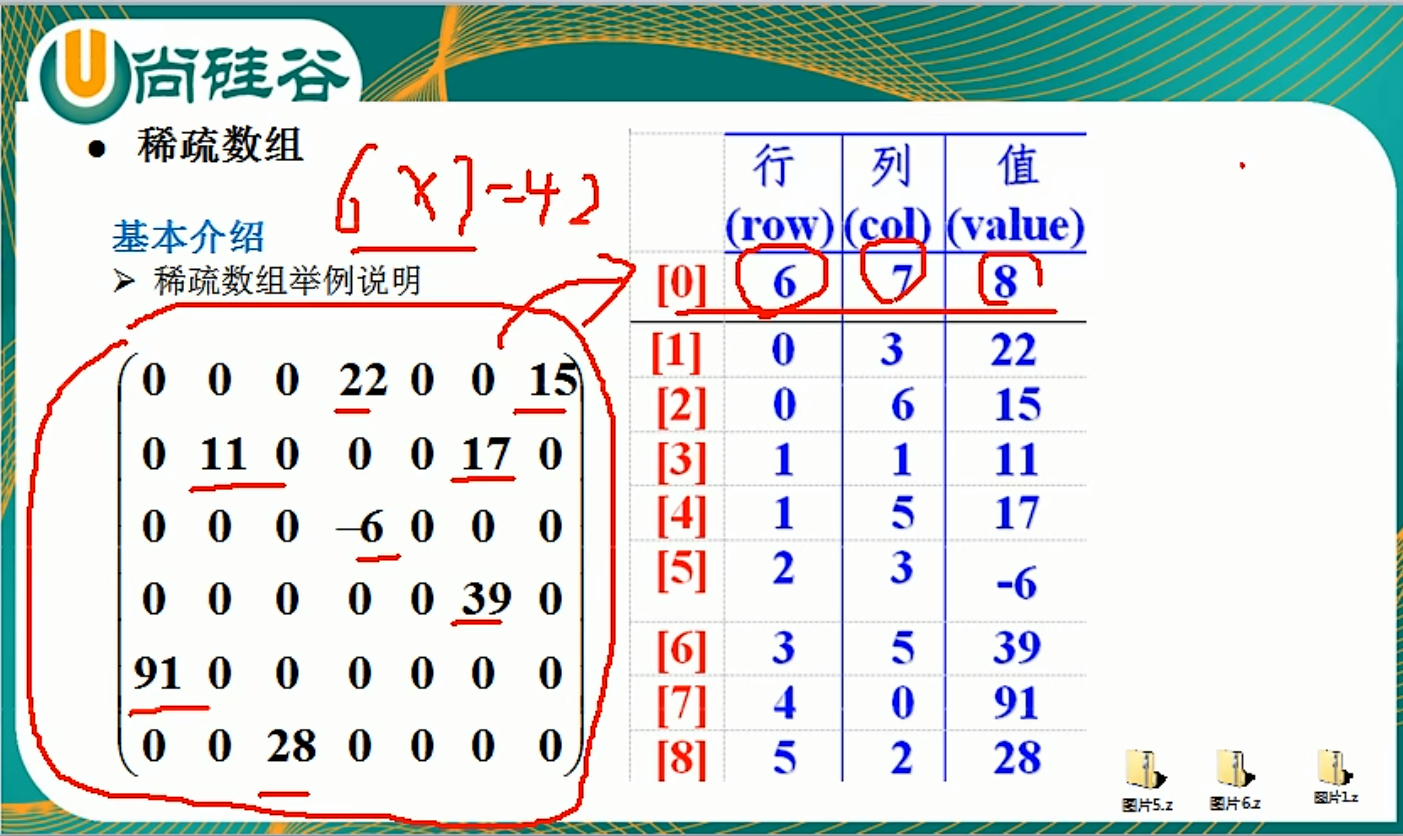 尚硅谷
● 稀疏数组
6×7=42
基本介绍
➢ 稀疏数组举例说明
0 0 0 22 0 0 15
0 11 0 0 0 17 0
0 0 0 –6 0 0 0
0 0 0 0 0 39 0
91 0 0 0 0 0 0
0 0 28 0 0 0 0
行 列 值
(row) (col) (value)
[0] 6 7 8
[1] 0 3 22
[2] 0 6 15
[3] 1 1 11
[4] 1 5 17
[5] 2 3 -6
[6] 3 5 39
[7] 4 0 91
[8] 5 2 28
图片5.z 图片6.z 图片1.z